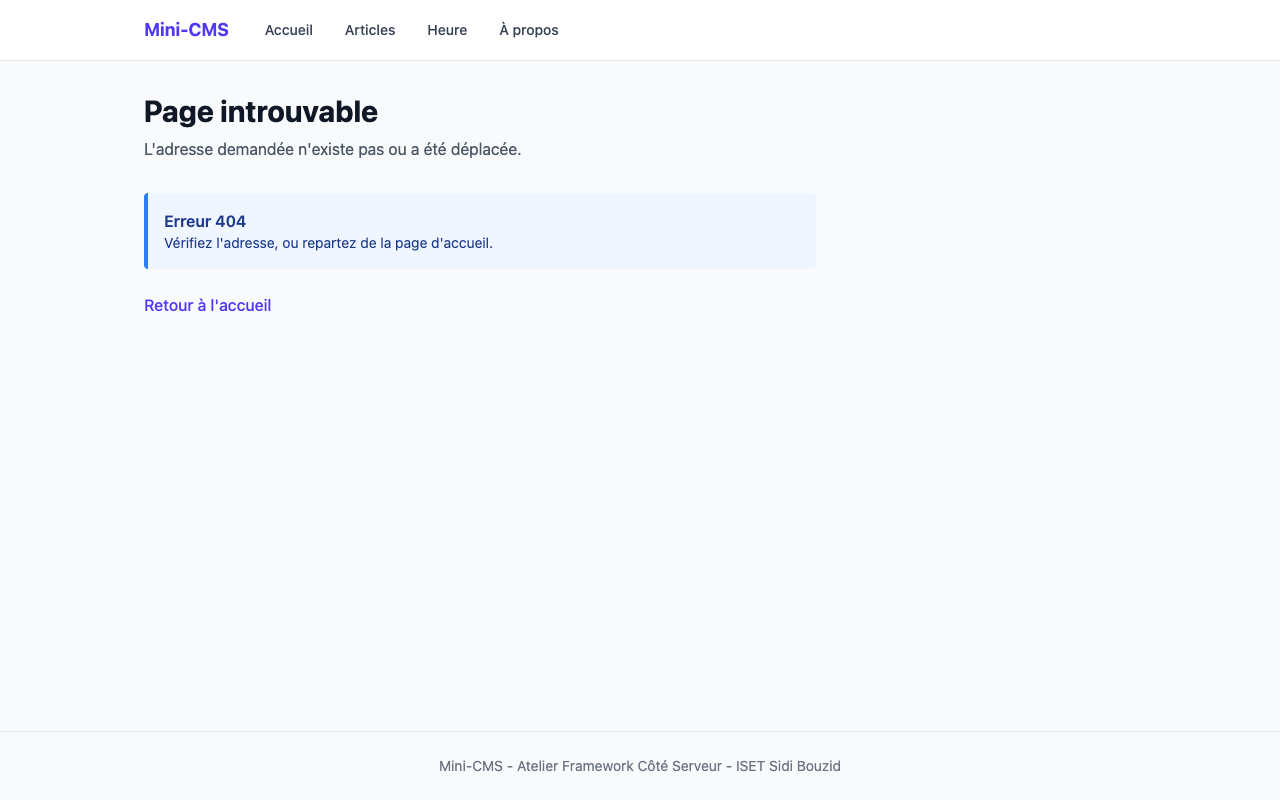 Mini-CMS Accueil Articles Heure À propos
Page introuvable
L'adresse demandée n'existe pas ou a été déplacée.
Erreur 404
Vérifiez l'adresse, ou repartez de la page d'accueil.
Retour à l'accueil
Mini-CMS - Atelier Framework Côté Serveur - ISET Sidi Bouzid